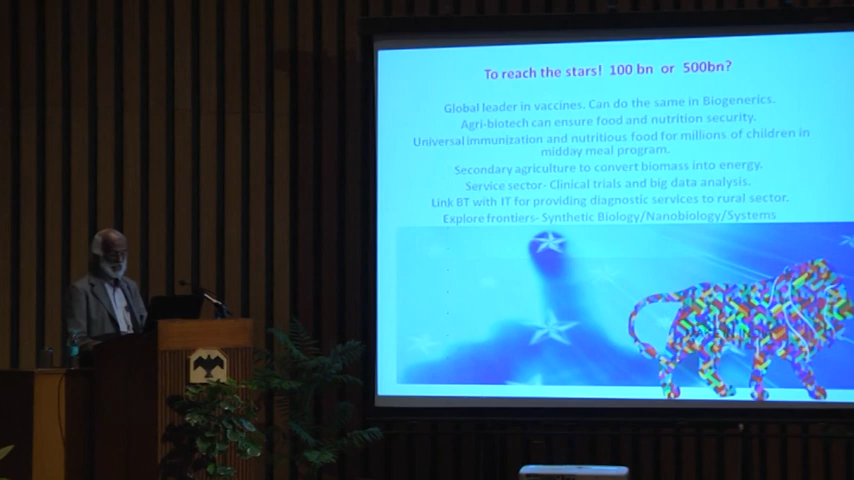 To reach the stars! 100 bn or 500bn?
Global leader in vaccines. Can do the same in Biogenerics.
Agri-biotech can ensure food and nutrition security.
Universal immunization and nutritious food for millions of children in
midday meal program.
Secondary agriculture to convert biomass into energy.
Service sector- Clinical trials and big data analysis.
Link BT with IT for providing diagnostic services to rural sector.
Explore frontiers- Synthetic Biology/Nanobiology/Systems